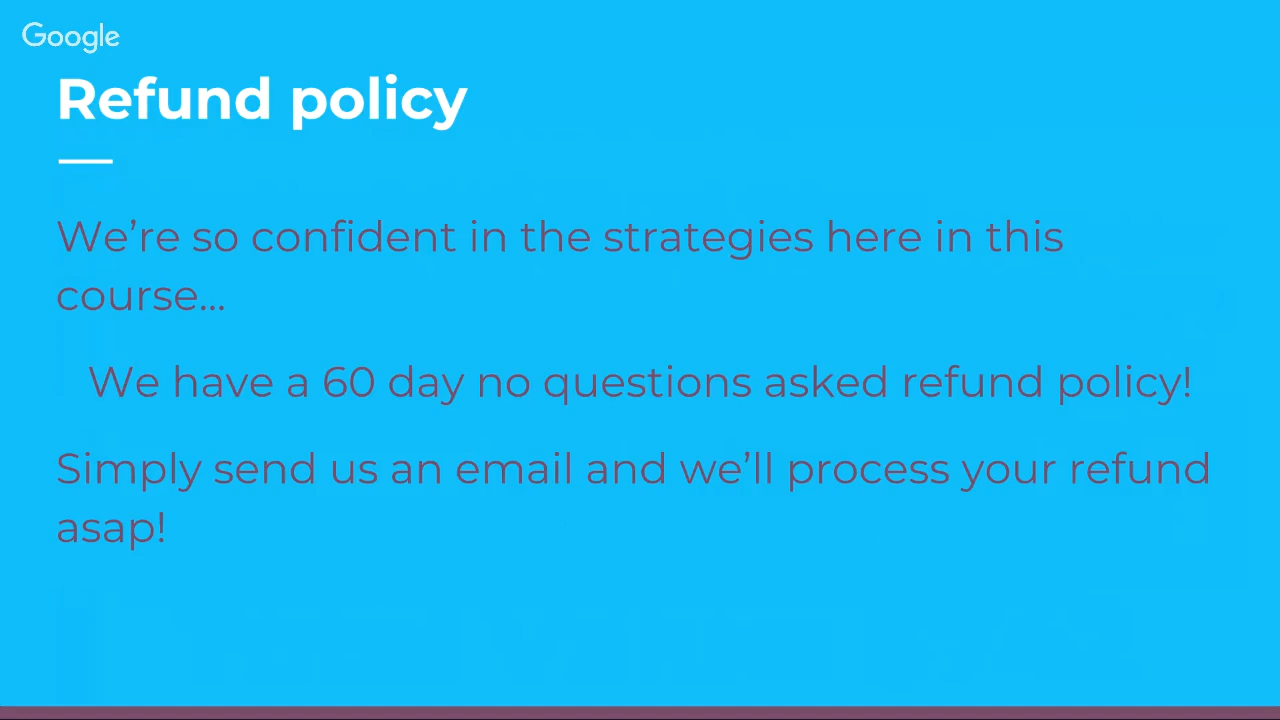 Google
Refund policy
We’re so confident in the strategies here in this
course...
We have a 60 day no questions asked refund policy!
Simply send us an email and we’ll process your refund
asap!